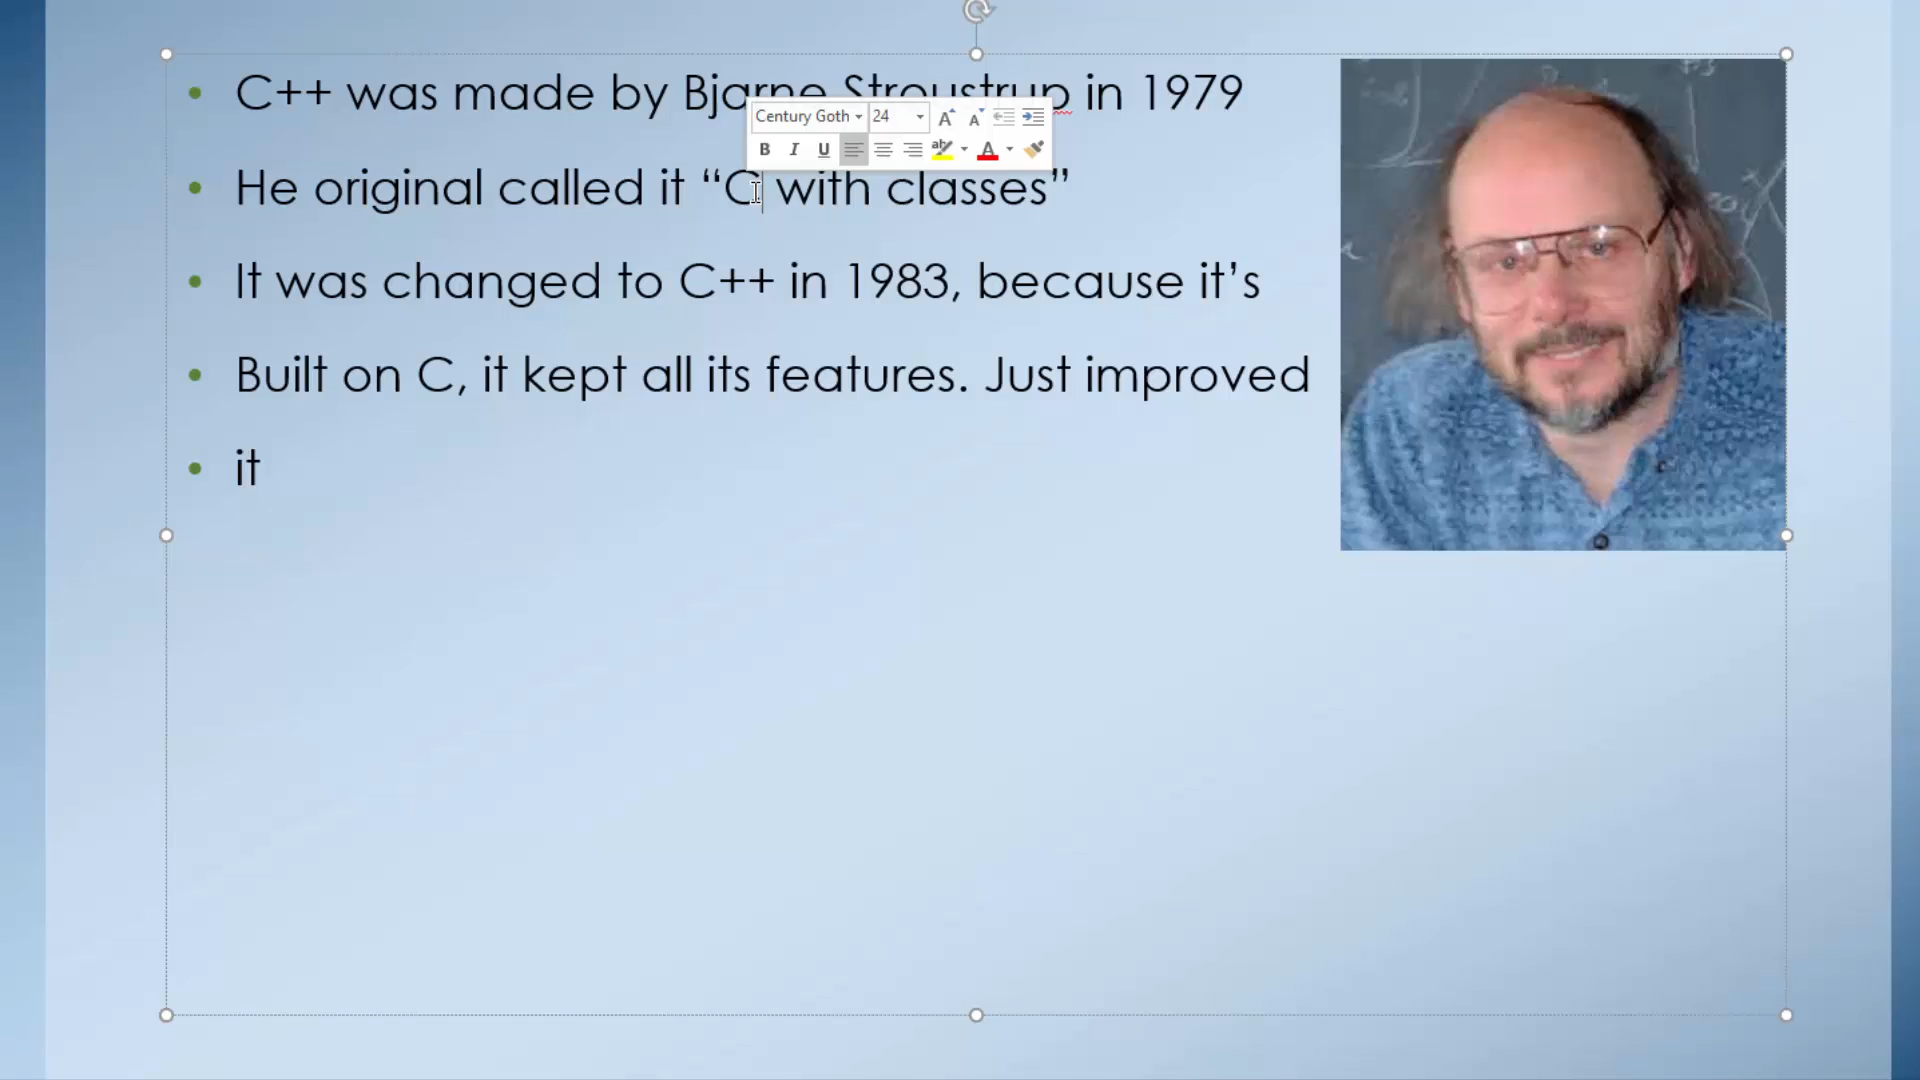 C++ was made by Bjarne Stroustrup in 1979
Century Goth 24 A A
B I U ab A
He original called it “C with classes”
It was changed to C++ in 1983, because it’s
Built on C, it kept all its features. Just improved
it